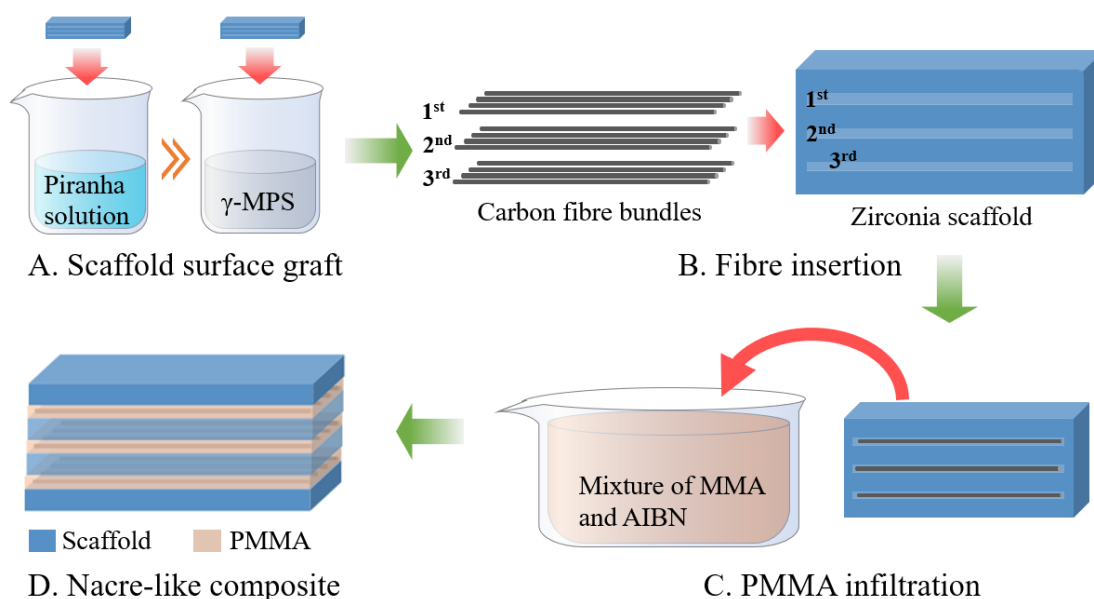 Piranha
solution
γ-MPS
A. Scaffold surface graft
1st
2nd
3rd
Carbon fibre bundles
1st
2nd
3rd
Zirconia scaffold
B. Fibre insertion
Mixture of MMA
and AIBN
C. PMMA infiltration
Scaffold
PMMA
D. Nacre-like composite